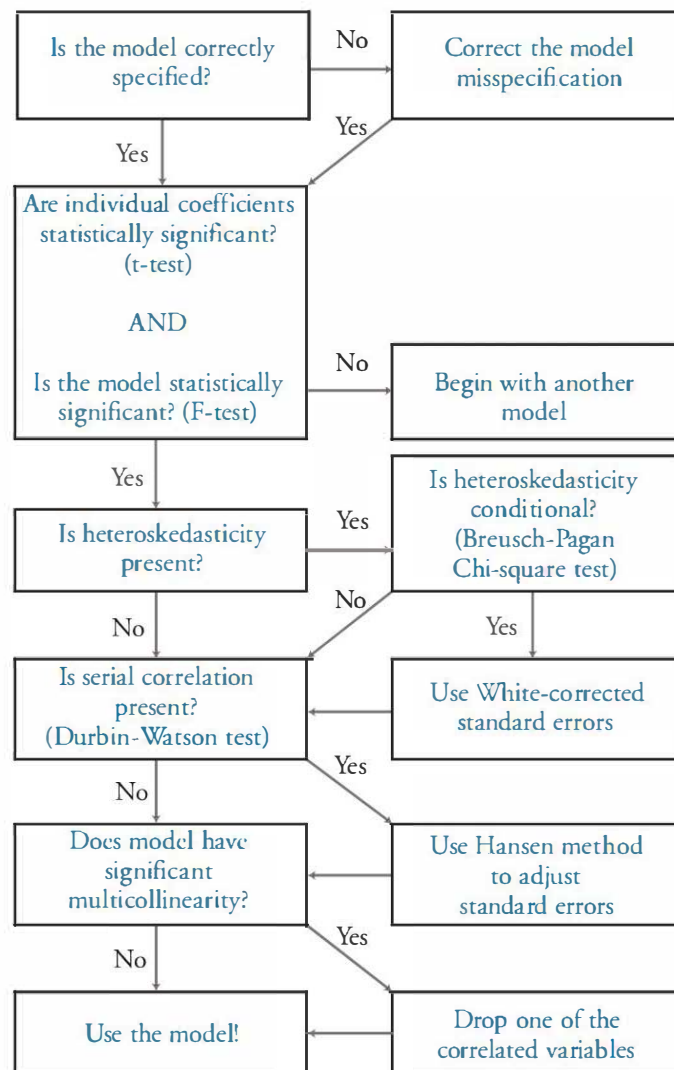 Is the model correctly
specified?
No
Correct the model
misspecification
Yes
Yes
Are individual coefficients
statistically significant?
(t-test)
AND
Is the model statistically
significant? (F-test)
No
Begin with another
model
Yes
Is heteroskedasticity
present?
Yes
Is heteroskedasticity
conditional?
(Breusch-Pagan
Chi-square test)
No
No
Yes
Is serial correlation
present?
(Durbin-Watson test)
Use White-corrected
standard errors
No
Yes
Does model have
significant
multicollinearity?
Use Hansen method
to adjust
standard errors
No
Yes
Use the model!
Drop one of the
correlated variables